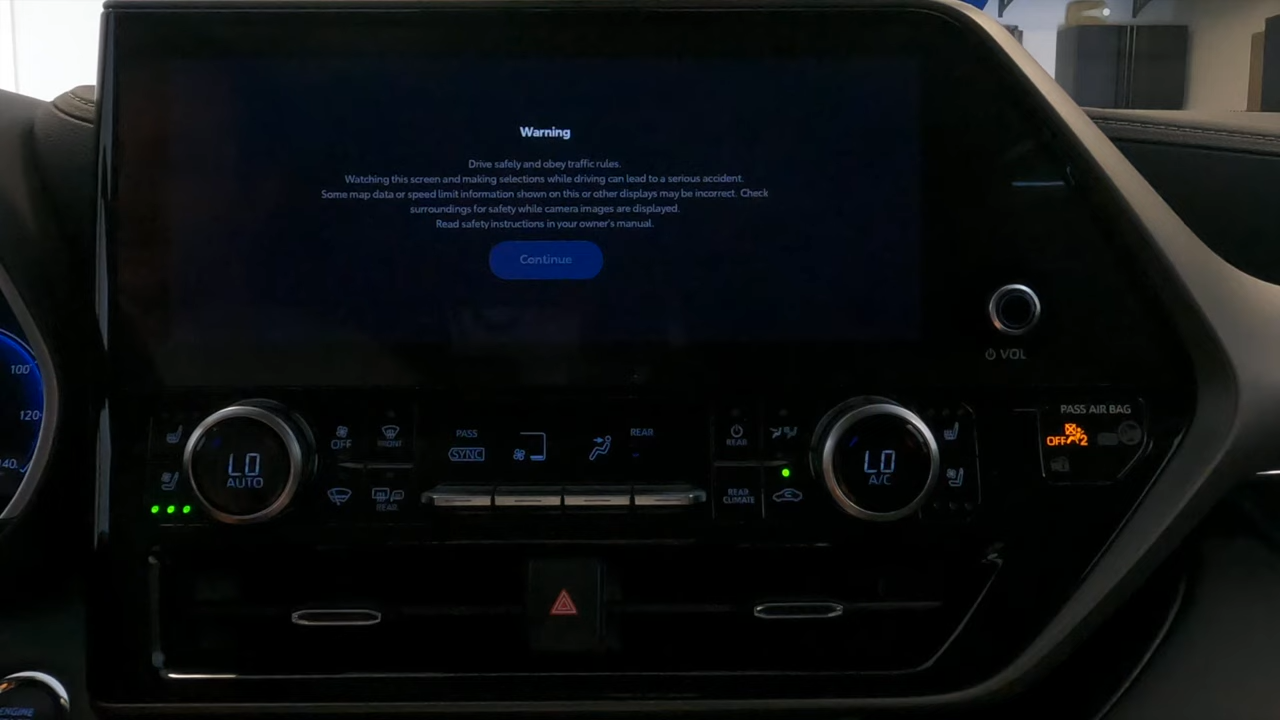 Warning
Drive safely and obey traffic rules.
Watching this screen and making selections while driving can lead to a serious accident.
Some map data or speed limit information shown on this or other displays may be incorrect. Check
surroundings for safety while camera images are displayed.
Read safety instructions in your owner's manual.
Continue
VOL
100
120
PASS AIR BAG
OFF 2
OFF
FRONT
PASS
SYNC
REAR
REAR
LO
AUTO
LO
A/C
REAR
REAR
CLIMATE
ENGINE